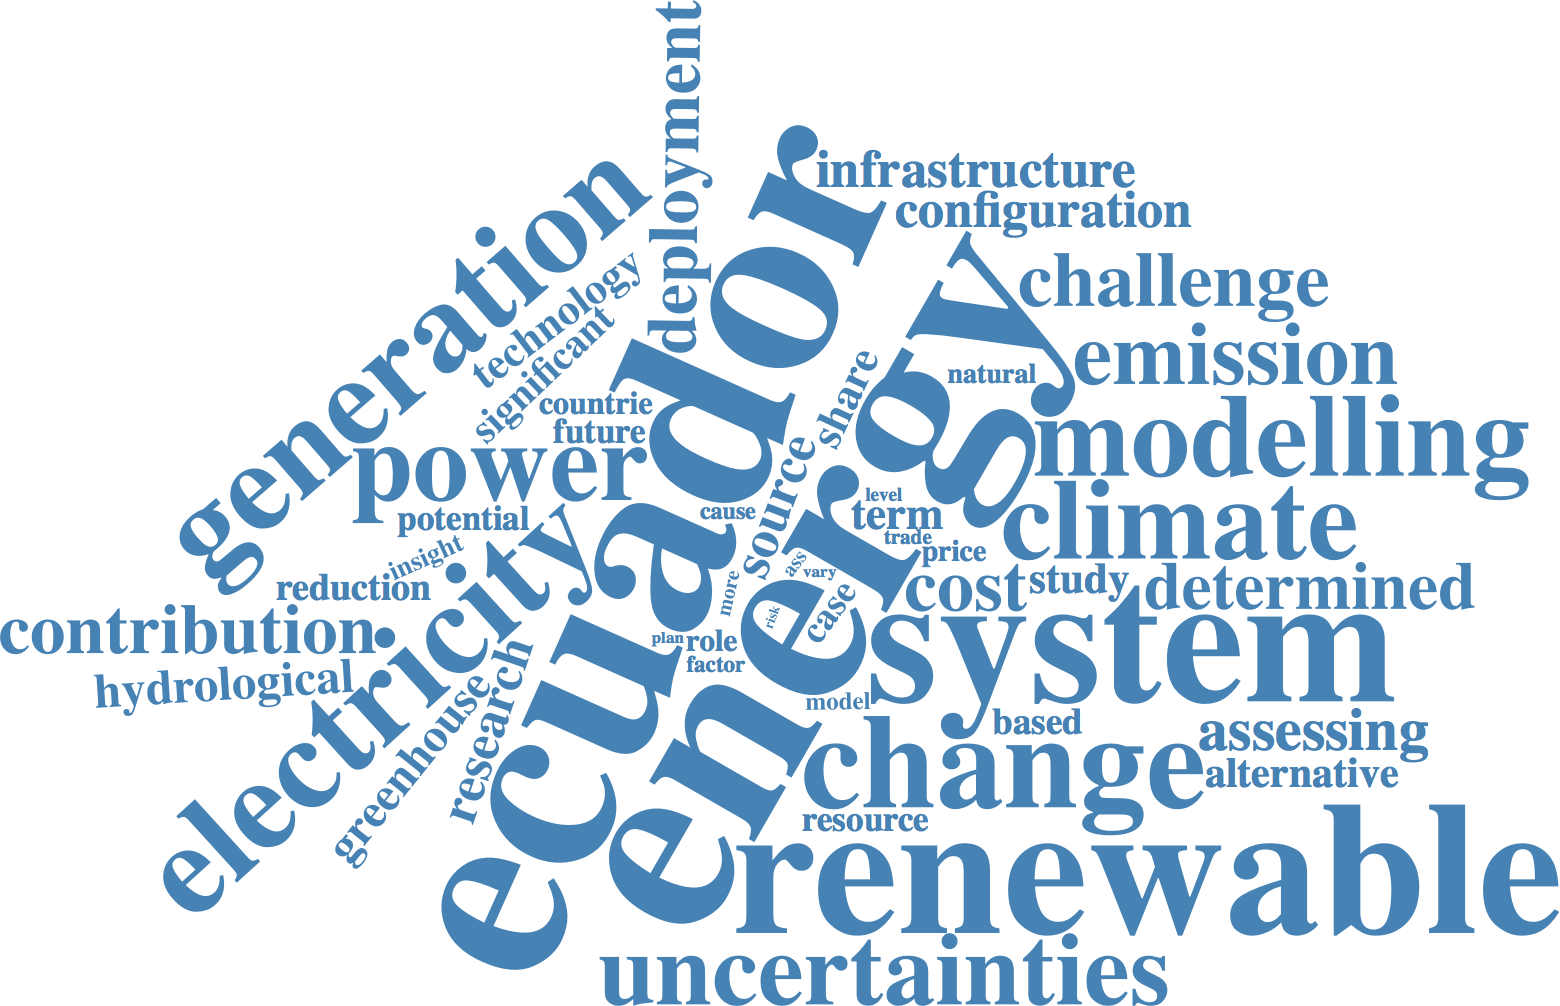 deployment
infrastructure
configuration
generation
ecuador
energy
challenge
technology
significant
emission
share
natural
countrie
future
modelling
power
source
climate
level
term
potential
cause
trade
price
electricity
insight
reduction
more
ass
vary
cost
study
determined
case
risk
system
contribution
plan
role
factor
hydrological
greenhouse
research
model
based
assessing
change
alternative
resource
renewable
uncertainties